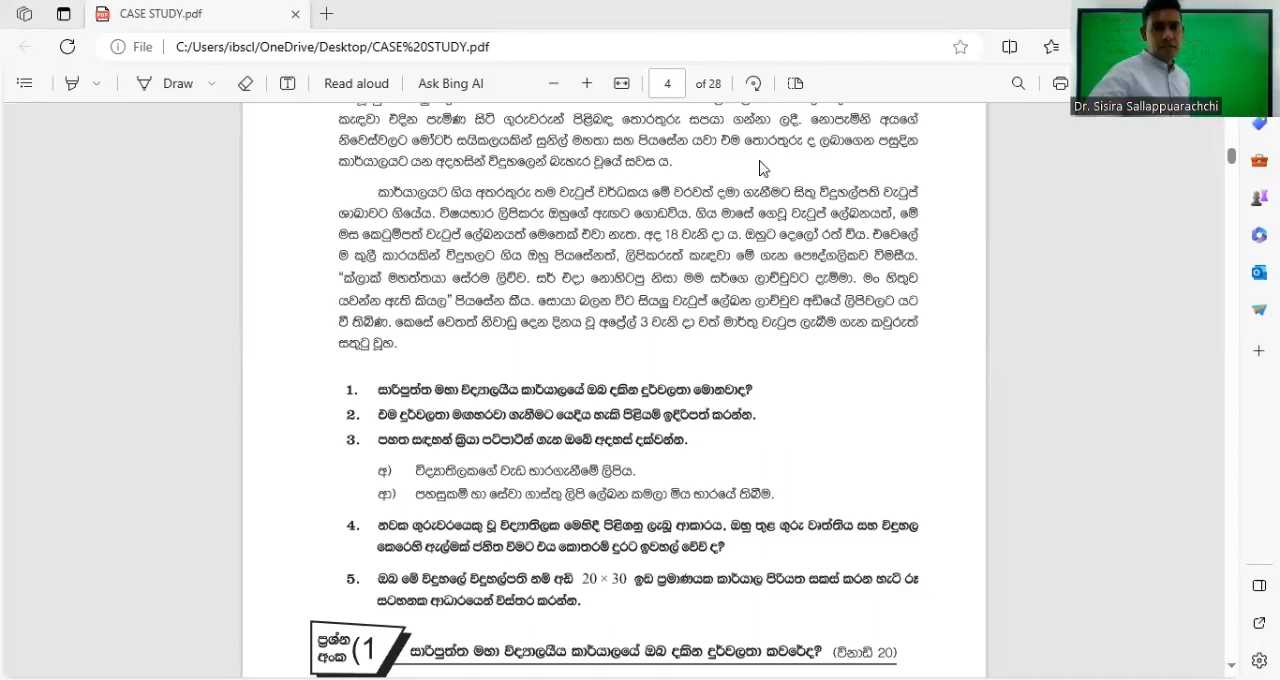 CASE STUDY.pdf
File C:/Users/ibscl/OneDrive/Desktop/CASE%20STUDY.pdf
Draw Read aloud Ask Bing AI 4 of 28
Dr. Sisira Sallappuarachchi
කැඳවා එදින පැමිණ සිටි ගුරුවරුන් පිළිබඳ තොරතුරු සපයා ගන්නා ලදී. නොපැමිනි අයගේ
නිවෙස්වලට මෝටර් සයිකලයකින් සුනිල් මහතා සහ පියසේන යවා එම තොරතුරු ද ලබාගෙන පසුදින
කාර්යාලයට යන අදහසින් විදුහලෙන් බැහැර වූයේ සවස ය.
කාර්යාලයට ගිය අතරතුරු තම වැටුප් වර්ධකය මේ වරවත් දමා ගැනීමට සිතු විදුහල්පති වැටුප්
ශාඛාවට ගියේය. විෂයභාර ලිපිකරු ඔහුගේ ඇඟට ගොඩවිය. ගිය මාසේ ගෙවූ වැටුප් ලේඛනයත්, මේ
මස කෙටුම්පත් වැටුප් ලේඛනයත් මෙතෙක් එවා නැත. අද 18 වැනි දා ය. ඔහුට දෙලෝ රත් විය. එවෙලේ
ම කුලී කාරයකින් විදුහලට ගිය ඔහු පියසේනත්, ලිපිකරුත් කැඳවා මේ ගැන පෞද්ගලිකව විමසීය.
“ක්ලාක් මහත්තයා සේරම ලිව්ව. සර් එදා නොහිටපු නිසා මම සර්ගෙ ලාච්චුවට දැම්මා. මං හිතුව
යවන්න ඇති කියල” පියසේන කීය. සොයා බලන විට සියලු වැටුප් ලේඛන ලාච්චුව අඩියේ ලිපිවලට යට
වී තිබිණ. කෙසේ වෙතත් නිවාඩු දෙන දිනය වූ අප්‍රේල් 3 වැනි දා වත් මාර්තු වැටුප ලැබීම ගැන කවුරුත්
සතුටු වූහ.
1. සාරිපුත්ත මහා විද්‍යාලයීය කාර්යාලයේ ඔබ දකින දුර්වලතා මොනවාද?
2. එම දුර්වලතා මඟහරවා ගැනීමට යෙදිය හැකි පිළියම් ඉදිරිපත් කරන්න.
3. පහත සඳහන් ක්‍රියා පටිපාටීන් ගැන ඔබේ අදහස් දක්වන්න.
අ) විද්‍යාතිලකගේ වැඩ භාරගැනීමේ ලිපිය.
ආ) පහසුකම් හා සේවා ගාස්තු ලිපි ලේඛන කමලා මිය භාරයේ තිබීම.
4. නවක ගුරුවරයෙකු වූ විද්‍යාතිලක මෙහිදී පිළිගනු ලැබූ ආකාරය, ඔහු තුළ ගුරු වෘත්තිය සහ විදුහල
කෙරෙහි ඇල්මක් ජනිත වීමට එය කොතරම් දුරට ඉවහල් වේවි ද?
5. ඔබ මේ විදුහලේ විදුහල්පති නම් අඩි 20 × 30 ඉඩ ප්‍රමාණයක කාර්යාල පිරියත සකස් කරන හැටි රූ
සටහනක ආධාරයෙන් විස්තර කරන්න.
ප්‍රශ්න
අංක (1 සාරිපුත්ත මහා විද්‍යාලයීය කාර්යාලයේ ඔබ දකින දුර්වලතා කවරේද? (විනාඩි 20)